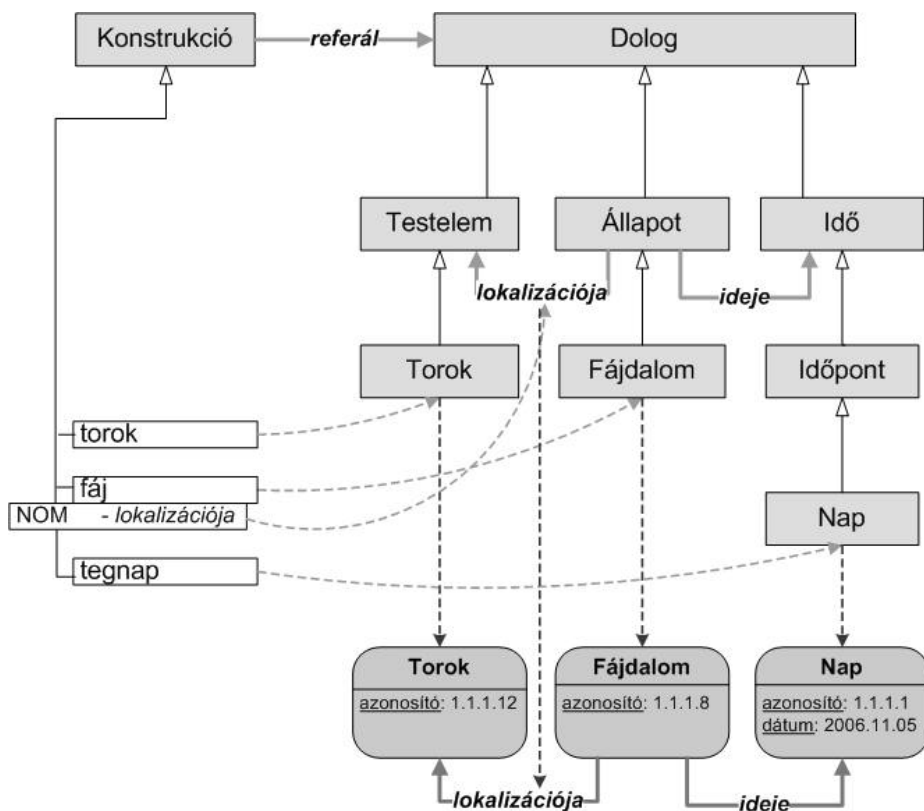 Konstrukció referál Dolog
Testelem Állapot Idő
lokalizációja ideje
Torok Fájdalom Időpont
torok
fáj
NOM - lokalizációja
Nap
tegnap
Torok Fájdalom Nap
azonosító: 1.1.1.12 azonosító: 1.1.1.8 azonosító: 1.1.1.1
dátum: 2006.11.05
lokalizációja ideje